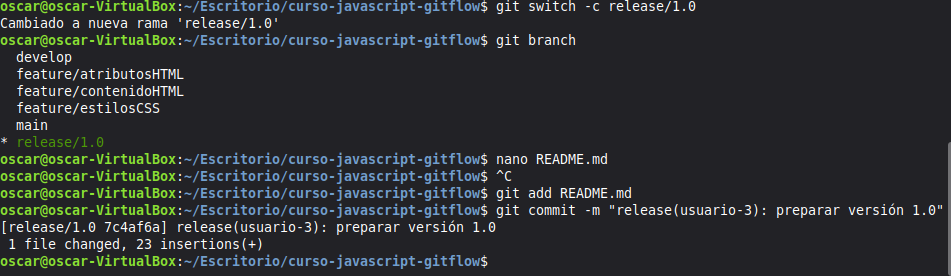 oscar@oscar-VirtualBox:~/Escritorio/curso-javascript-gitflow$ git switch -c release/1.0
Cambiado a nueva rama 'release/1.0'
oscar@oscar-VirtualBox:~/Escritorio/curso-javascript-gitflow$ git branch
  develop
  feature/atributosHTML
  feature/contenidoHTML
  feature/estilosCSS
  main
* release/1.0
oscar@oscar-VirtualBox:~/Escritorio/curso-javascript-gitflow$ nano README.md
oscar@oscar-VirtualBox:~/Escritorio/curso-javascript-gitflow$ ^C
oscar@oscar-VirtualBox:~/Escritorio/curso-javascript-gitflow$ git add README.md
oscar@oscar-VirtualBox:~/Escritorio/curso-javascript-gitflow$ git commit -m "release(usuario-3): preparar versión 1.0"
[release/1.0 7c4af6a] release(usuario-3): preparar versión 1.0
 1 file changed, 23 insertions(+)
oscar@oscar-VirtualBox:~/Escritorio/curso-javascript-gitflow$